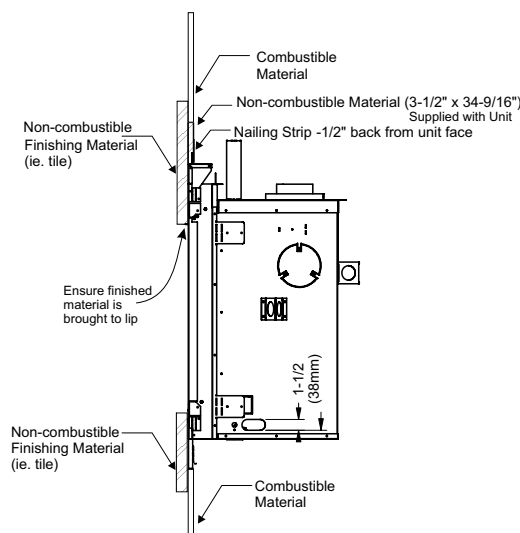 Combustible
Material
Non-combustible Material (3-1/2" x 34-9/16")
Supplied with Unit
Nailing Strip -1/2" back from unit face
Non-combustible
Finishing Material
(ie. tile)
Ensure finished
material is
brought to lip
1-1/2
(38mm)
Non-combustible
Finishing Material
(ie. tile)
Combustible
Material